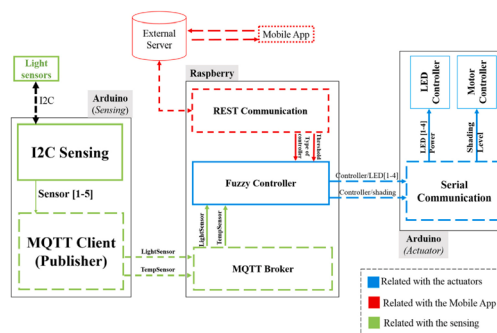 External
Server
Mobile App
Light
sensors
I2C
Arduino
(Sensing)
I2C Sensing
Sensor [1-5]
MQTT Client
(Publisher)
LightSensor
TempSensor
Raspberry
REST Communication
Type of
controller
Threshold
Fuzzy Controller
LightSensor
TempSensor
MQTT Broker
Controller/LED[1-4]
Controller/shading
LED
Controller
Motor
Controller
LED [1-4]
Power
Shading
Level
Serial
Communication
Arduino
(Actuator)
Related with the actuators
Related with the Mobile App
Related with the sensing